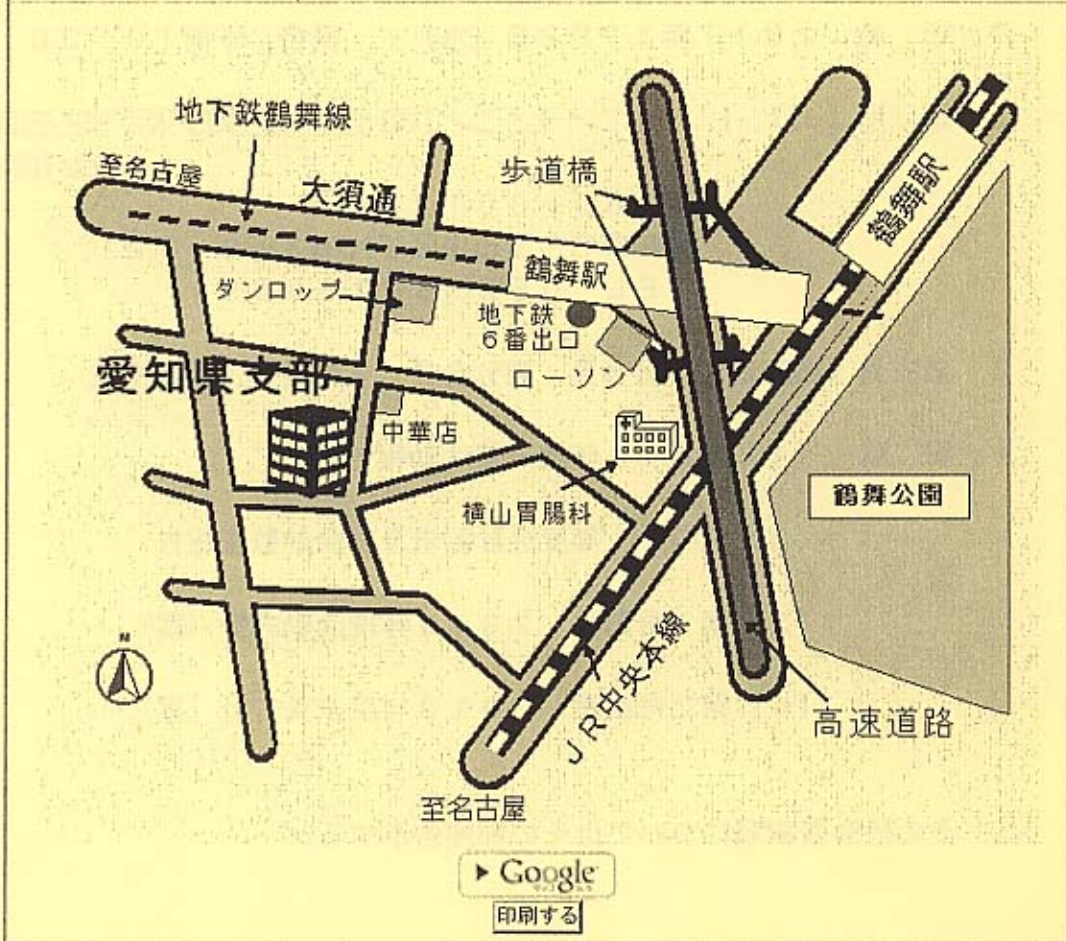 地下鉄鶴舞線
至名古屋
大須通
歩道橋
鶴舞駅
鶴舞駅
ダンロップ
地下鉄
6番出口
ローソン
愛知県支部
中華店
横山胃腸科
鶴舞公園
N
JR中央本線
高速道路
至名古屋
Google
印刷する